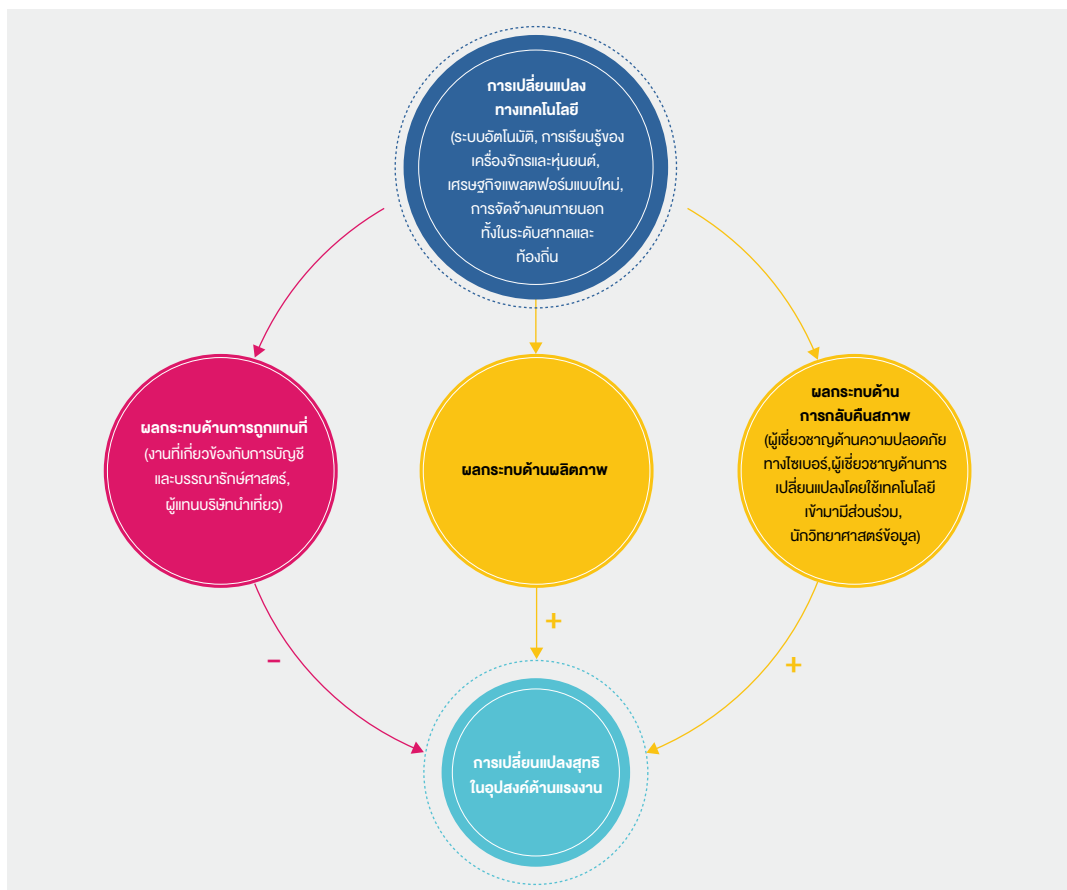 การเปลี่ยนแปลง
ทางเทคโนโลยี
(ระบบอัตโนมัติ, การเรียนรู้ของ
เครื่องจักรและหุ่นยนต์,
เศรษฐกิจแพลตฟอร์มแบบใหม่,
การจัดจ้างคนภายนอก
ทั้งในระดับสากลและ
ท้องถิ่น
ผลกระทบด้านการถูกแทนที่
(งานที่เกี่ยวข้องกับการบัญชี
และบรรณารักษ์ศาสตร์,
ผู้แทนบริษัทนำเที่ยว)
ผลกระทบด้านผลิตภาพ
ผลกระทบด้าน
การกลับคืนสภาพ
(ผู้เชี่ยวชาญด้านความปลอดภัย
ทางไซเบอร์,ผู้เชี่ยวชาญด้านการ
เปลี่ยนแปลงโดยใช้เทคโนโลยี
เข้ามามีส่วนร่วม,
นักวิทยาศาสตร์ข้อมูล)
–
+
+
การเปลี่ยนแปลงสุทธิ
ในอุปสงค์ด้านแรงงาน